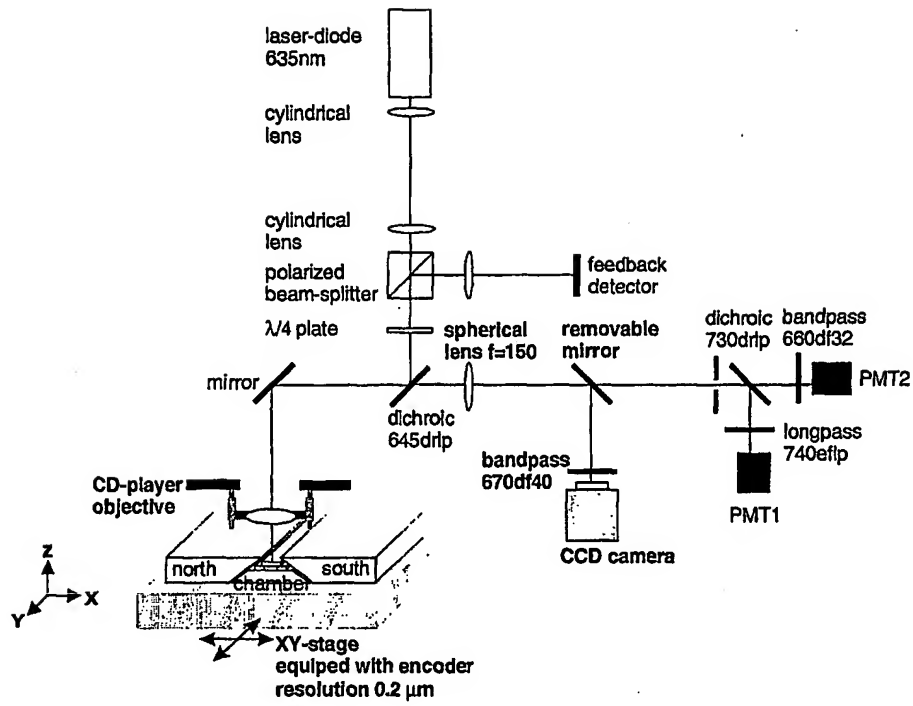 laser-diode
635nm
cylindrical
lens
cylindrical
lens
polarized
beam-splitter
feedback
detector
λ/4 plate
spherical
lens f=150
removable
mirror
dichroic
730drlp
bandpass
660df32
mirror
PMT2
dichroic
645drlp
longpass
740eflp
bandpass
670df40
PMT1
CD-player
objective
CCD camera
north
south
chamber
Z
X
Y
XY-stage
equiped with encoder
resolution 0.2 µm